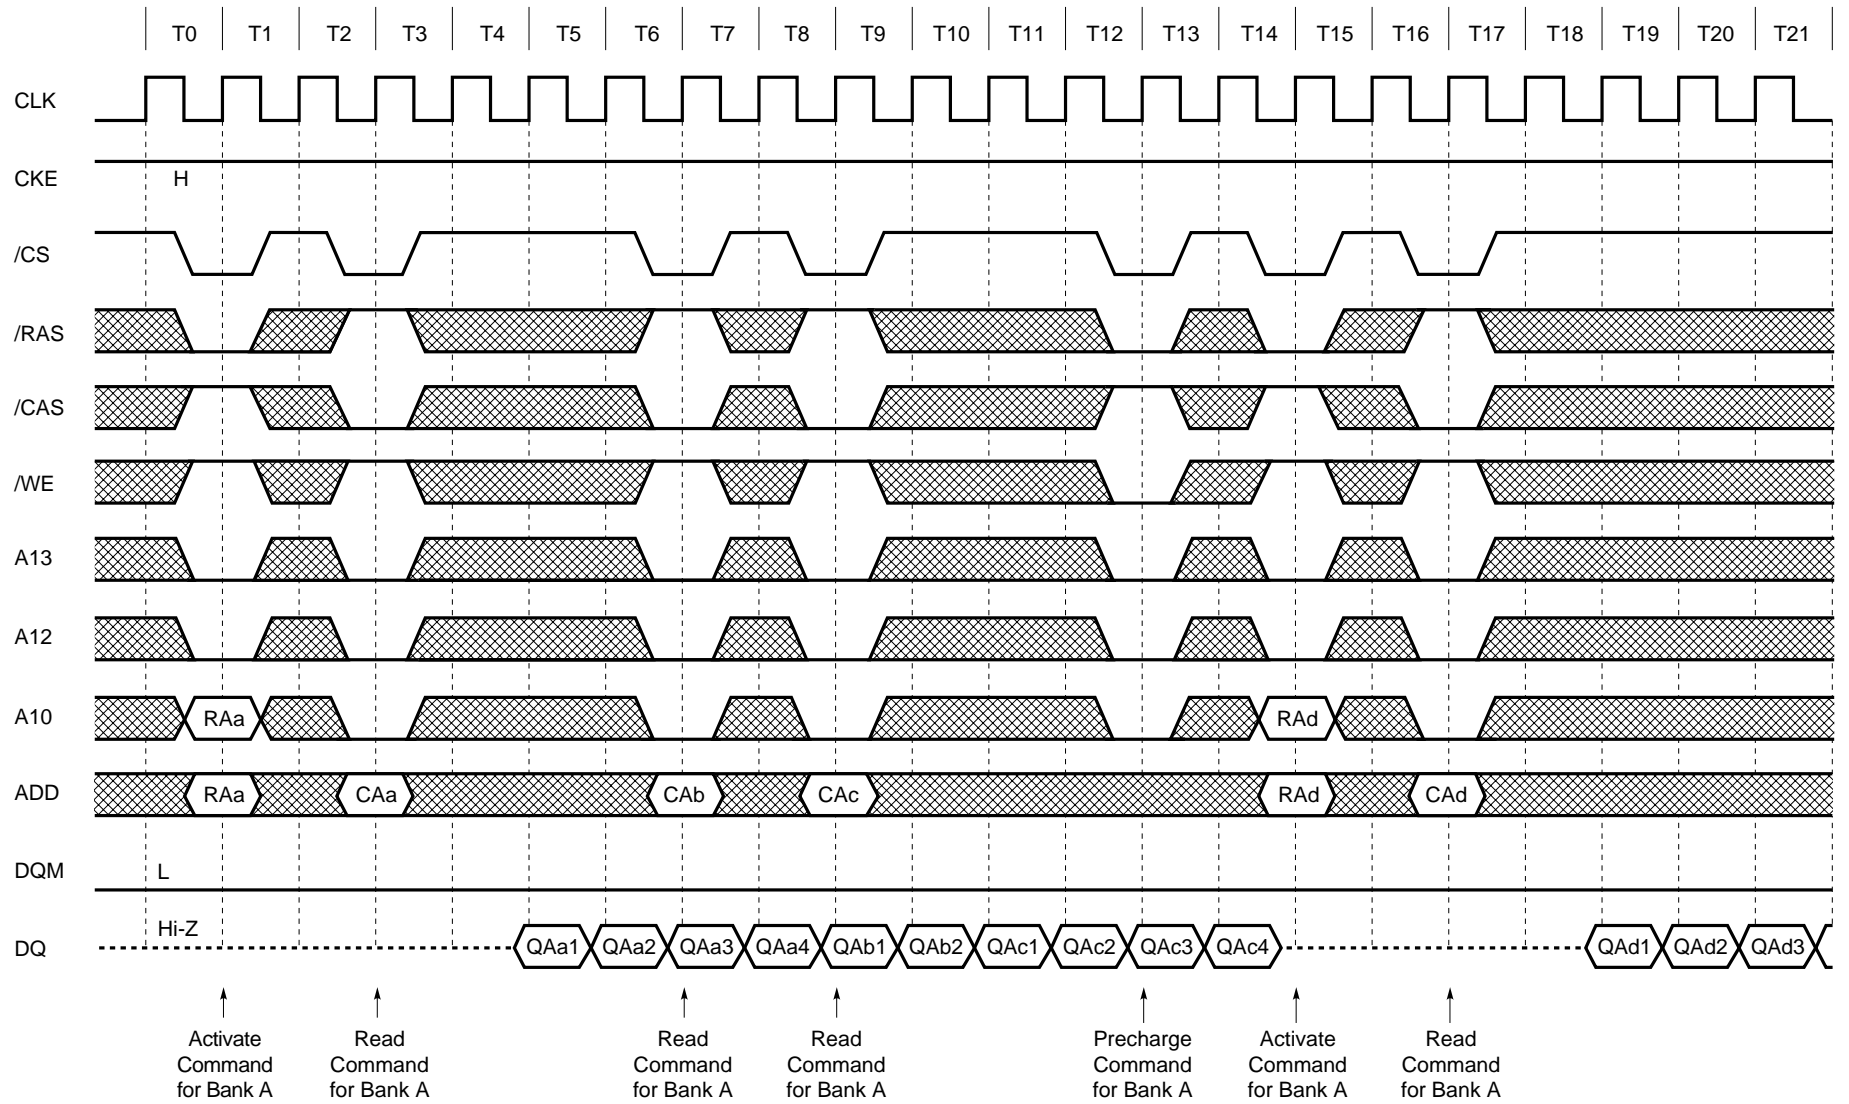 T0 T1 T2 T3 T4 T5 T6 T7 T8 T9 T10 T11 T12 T13 T14 T15 T16 T17 T18 T19 T20 T21
CLK
CKE H
/CS
/RAS
/CAS
/WE
A13
A12
A10 RAa RAd
ADD RAa CAa CAb CAc RAd CAd
DQM L
Hi-Z
DQ QAa1 QAa2 QAa3 QAa4 QAb1 QAb2 QAc1 QAc2 QAc3 QAc4 QAd1 QAd2 QAd3
Activate
Command
for Bank A
Read
Command
for Bank A
Read
Command
for Bank A
Read
Command
for Bank A
Precharge
Command
for Bank A
Activate
Command
for Bank A
Read
Command
for Bank A